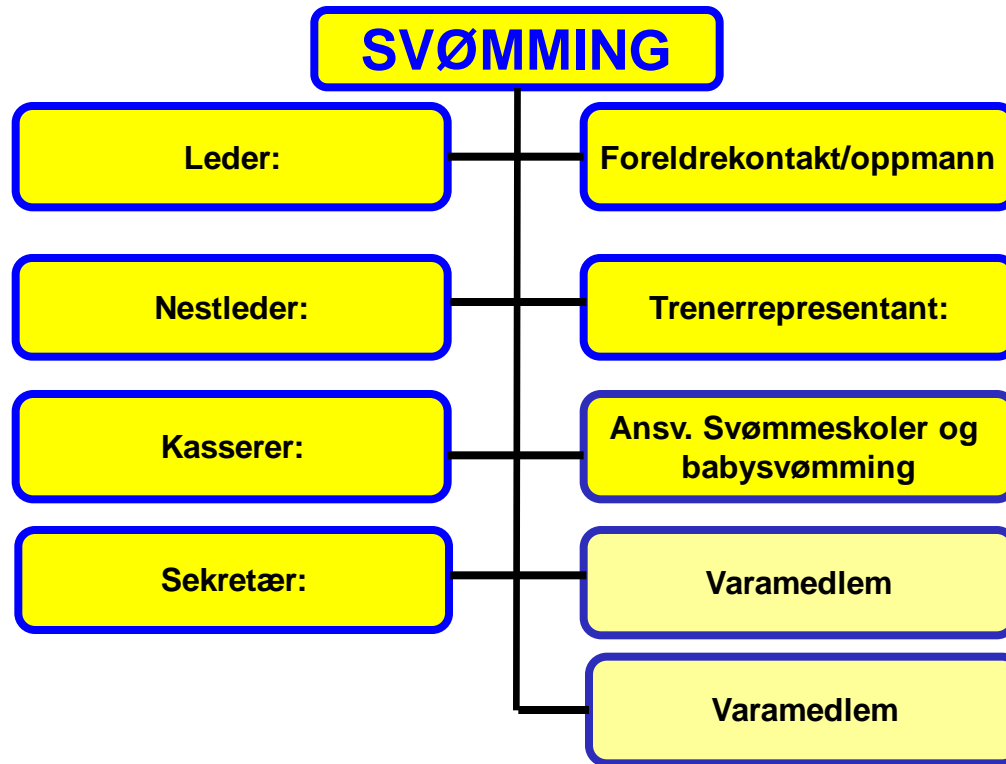 SVØMMING
Leder:
Foreldrekontakt/oppmann
Nestleder:
Trenerrepresentant:
Kasserer:
Ansv. Svømmeskoler og
babysvømming
Sekretær:
Varamedlem
Varamedlem